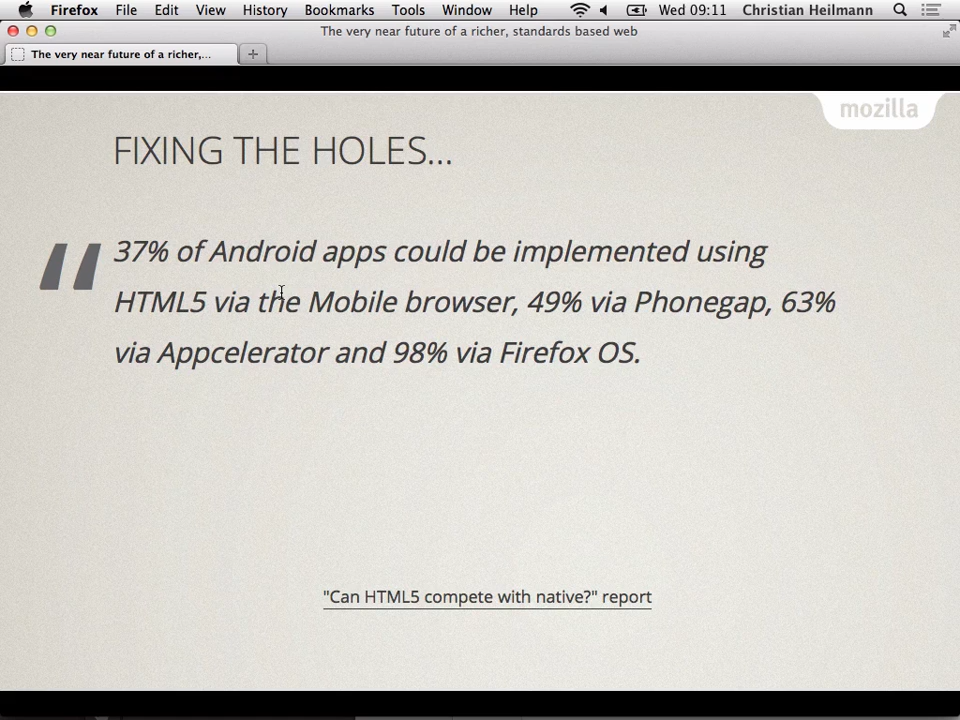 Firefox File Edit View History Bookmarks Tools Window Help Wed 09:11 Christian Heilmann
The very near future of a richer, standards based web
The very near future of a richer,...
mozilla
FIXING THE HOLES...
“ 37% of Android apps could be implemented using
HTML5 via the Mobile browser, 49% via Phonegap, 63%
via Appcelerator and 98% via Firefox OS.
"Can HTML5 compete with native?" report